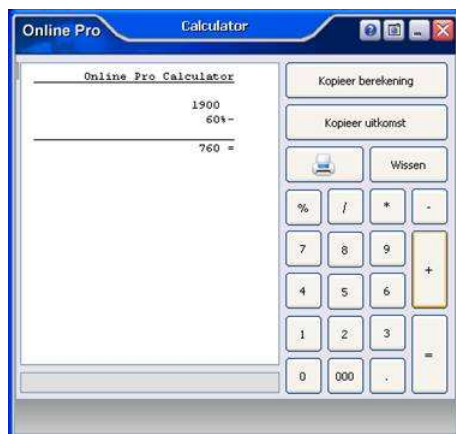 Online Pro
Calculator
Online Pro Calculator
1900
60%-
760 =
Kopieer berekening
Kopieer uitkomst
Wissen
% / * -
7 8 9 +
4 5 6
1 2 3 =
0 000 .